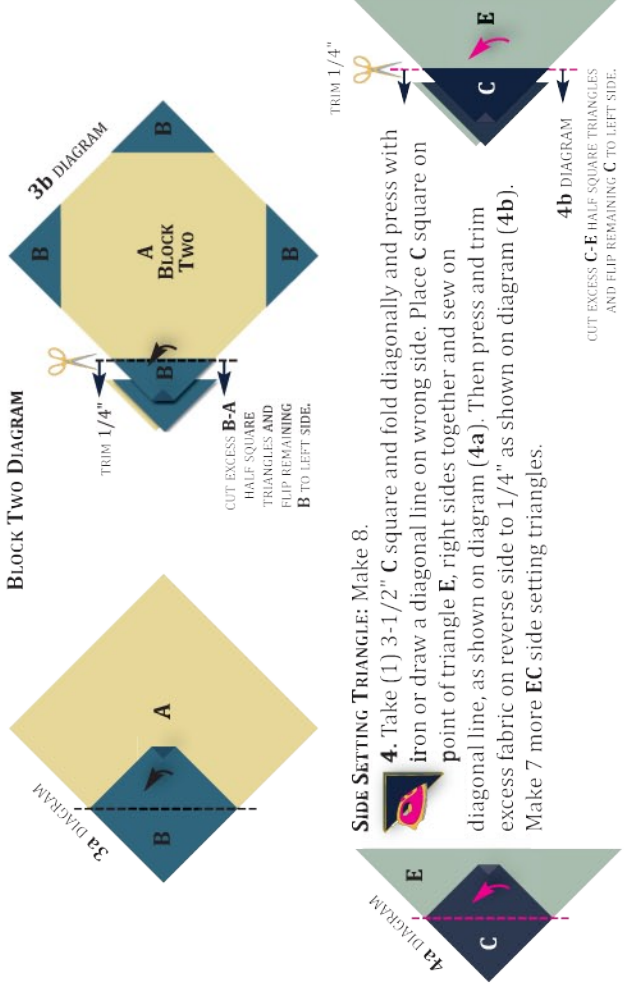 BLOCK TWO DIAGRAM
3a DIAGRAM
B
A
TRIM 1/4"
CUT EXCESS B-A
HALF SQUARE
TRIANGLES AND
FLIP REMAINING
B TO LEFT SIDE.
3b DIAGRAM
B
B
A
BLOCK
TWO
B
B
SIDE SETTING TRIANGLE: Make 8.
4. Take (1) 3-1/2" C square and fold diagonally and press with
iron or draw a diagonal line on wrong side. Place C square on
point of triangle E, right sides together and sew on
diagonal line, as shown on diagram (4a). Then press and trim
excess fabric on reverse side to 1/4" as shown on diagram (4b).
Make 7 more EC side setting triangles.
4a DIAGRAM
E
C
TRIM 1/4"
E
C
4b DIAGRAM
CUT EXCESS C-E HALF SQUARE TRIANGLES
AND FLIP REMAINING C TO LEFT SIDE.